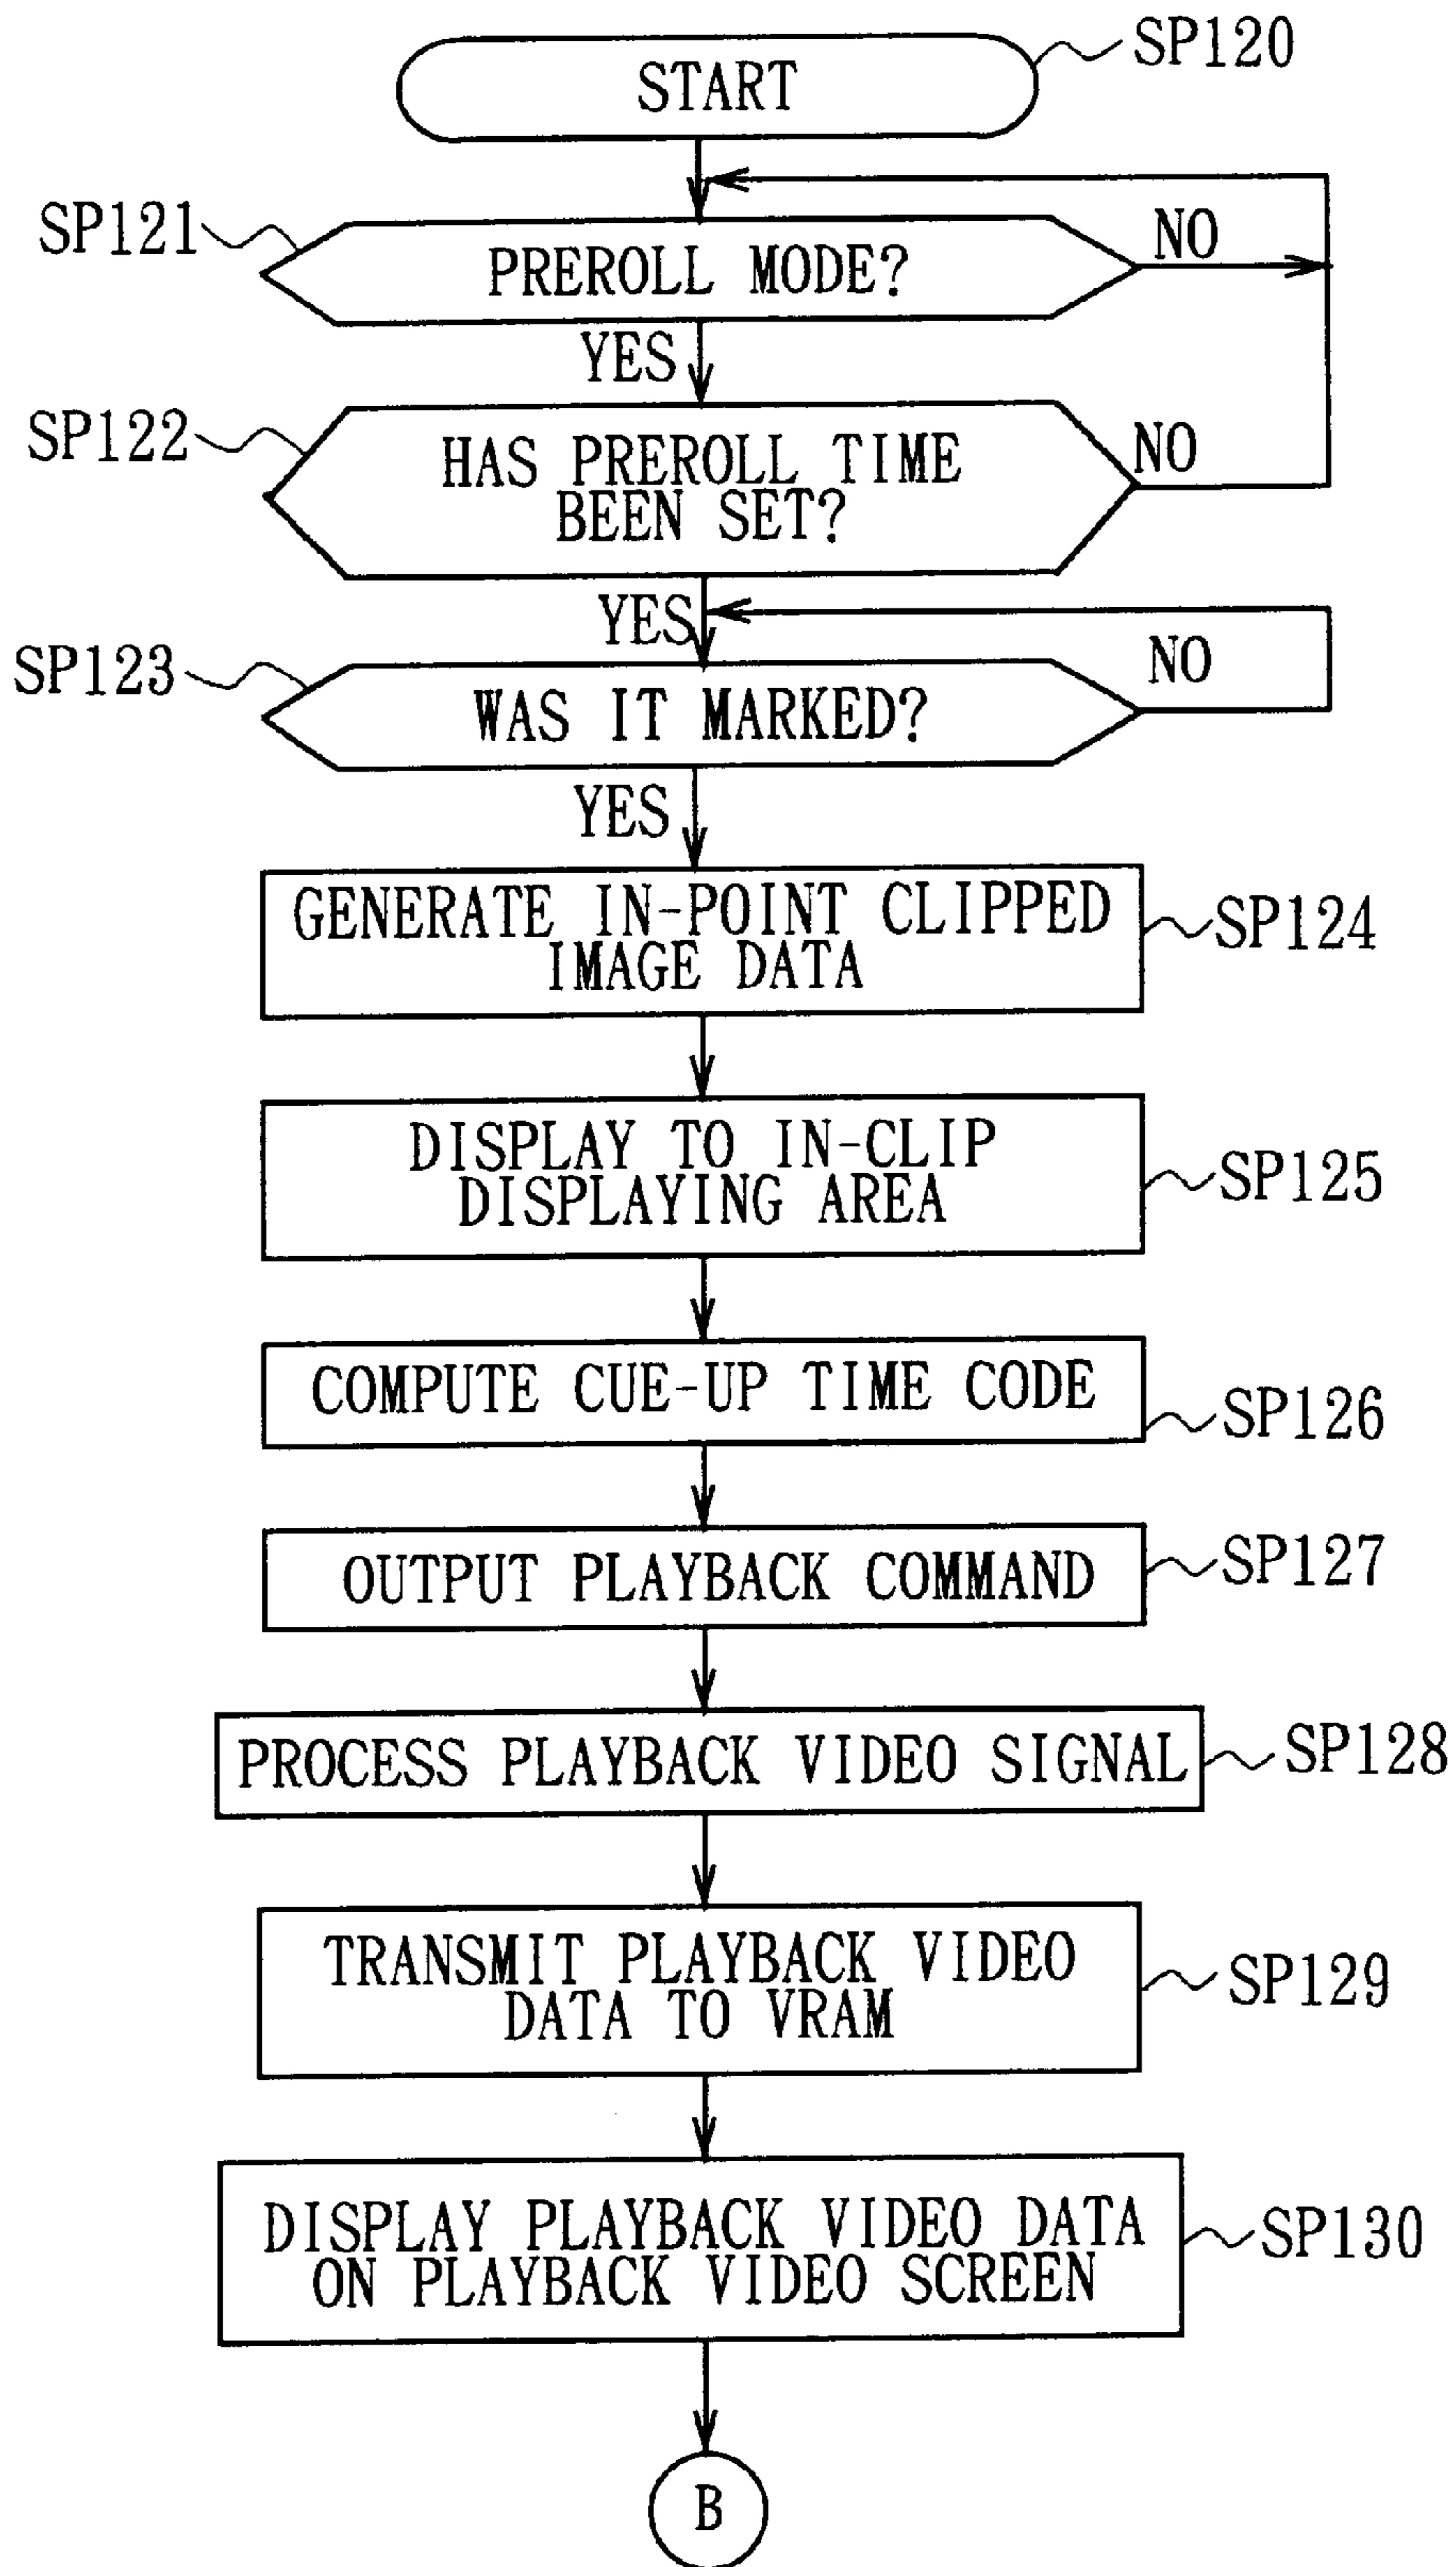 START
SP120
SP121
PREROLL MODE?
NO
YES
SP122
HAS PREROLL TIME
BEEN SET?
NO
YES
SP123
WAS IT MARKED?
NO
YES
GENERATE IN-POINT CLIPPED
IMAGE DATA
SP124
DISPLAY TO IN-CLIP
DISPLAYING AREA
SP125
COMPUTE CUE-UP TIME CODE
SP126
OUTPUT PLAYBACK COMMAND
SP127
PROCESS PLAYBACK VIDEO SIGNAL
SP128
TRANSMIT PLAYBACK VIDEO
DATA TO VRAM
SP129
DISPLAY PLAYBACK VIDEO DATA
ON PLAYBACK VIDEO SCREEN
SP130
B